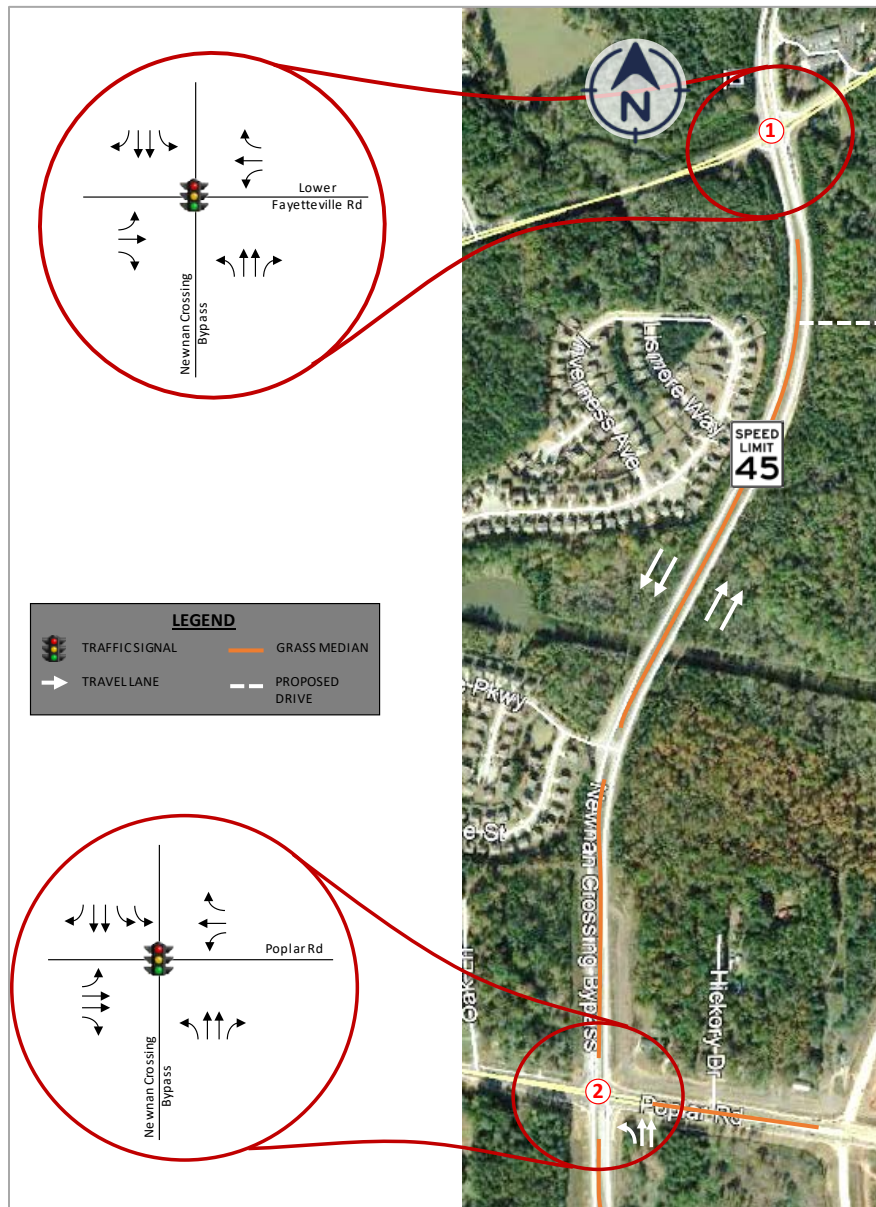 Lower
Fayetteville Rd
Newnan Crossing
Bypass
N
1
Lismore Way
Inverness Ave
SPEED
LIMIT
45
LEGEND
TRAFFIC SIGNAL
GRASS MEDIAN
TRAVEL LANE
PROPOSED
DRIVE
Pkwy
e St
Newnan Crossing Bypass
Oak Ln
Hickory Dr
Poplar Rd
2
Poplar Rd
Newnan Crossing
Bypass